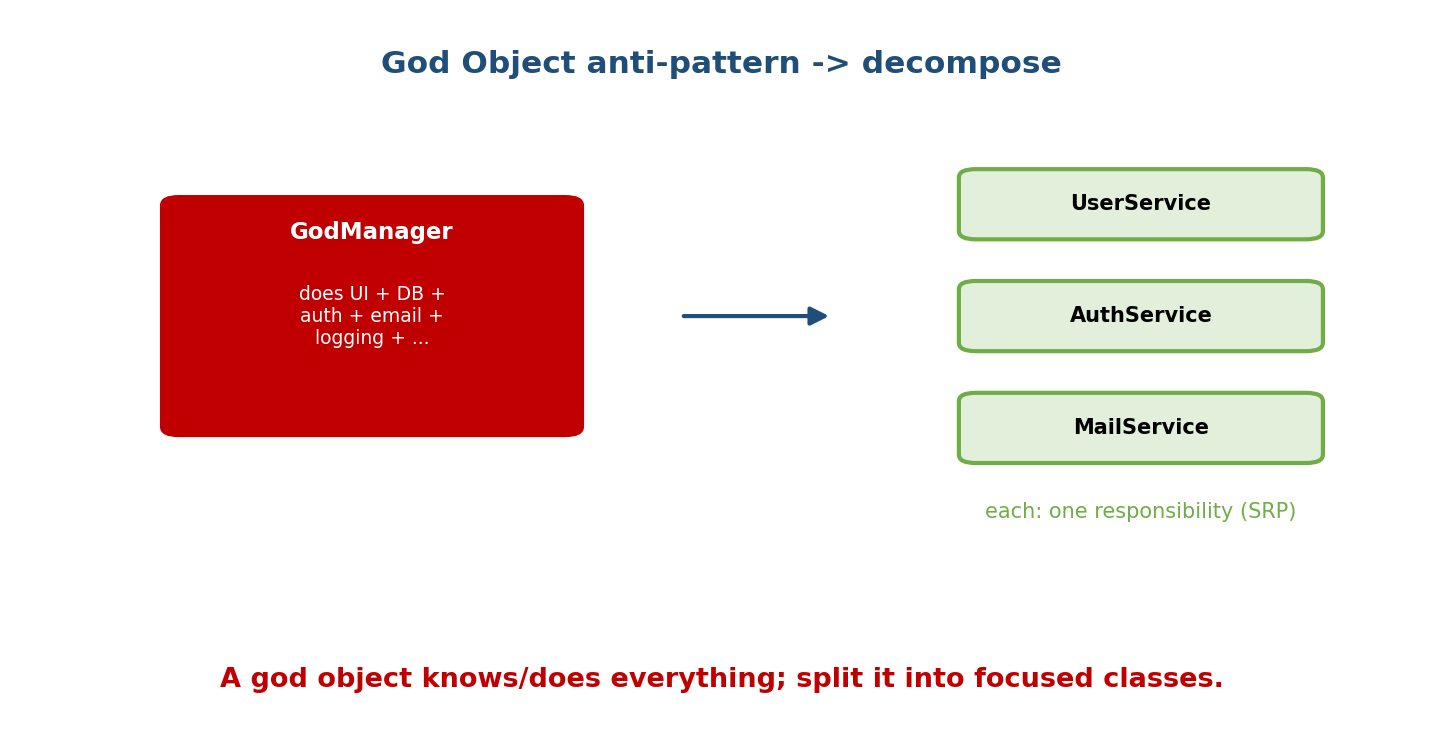 God Object anti-pattern -> decompose
GodManager
does UI + DB +
auth + email +
logging + ...
UserService
AuthService
MailService
each: one responsibility (SRP)
A god object knows/does everything; split it into focused classes.